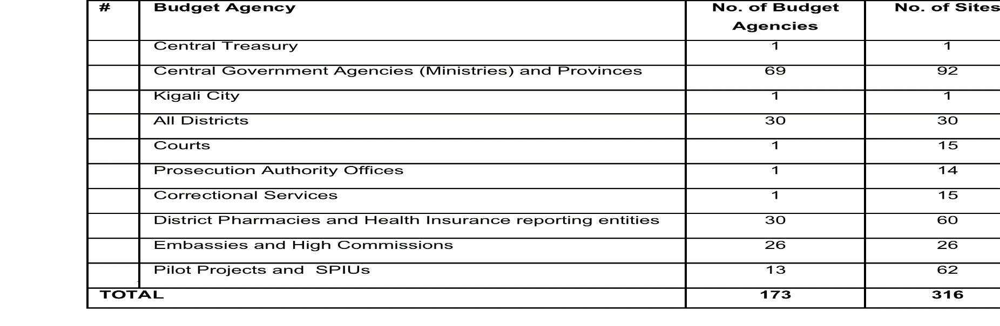 # Budget Agency No. of Budget Agencies No. of Sites
Central Treasury 1 1
Central Government Agencies (Ministries) and Provinces 69 92
Kigali City 1 1
All Districts 30 30
Courts 1 15
Prosecution Authority Offices 1 14
Correctional Services 1 15
District Pharmacies and Health Insurance reporting entities 30 60
Embassies and High Commissions 26 26
Pilot Projects and  SPIUs 13 62
TOTAL 173 316